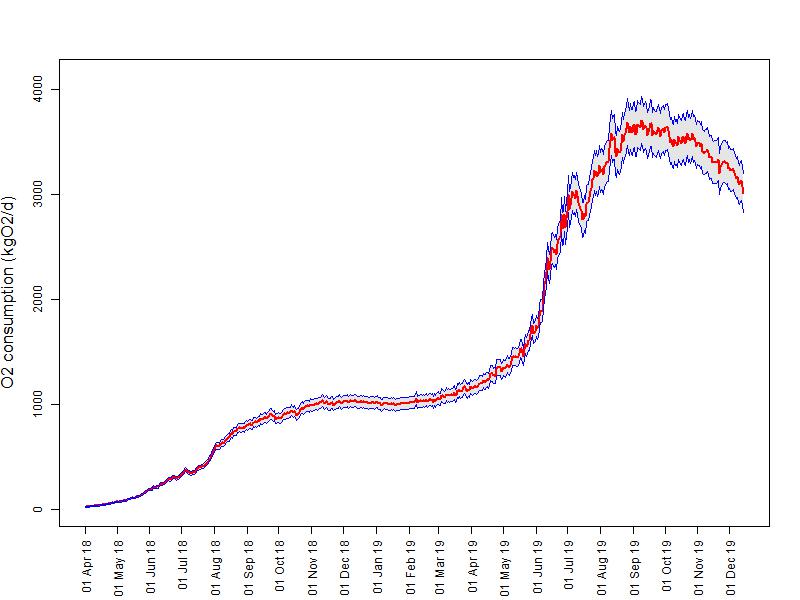 O2 consumption (kgO2/d)
4000
3000
2000
1000
0
01 Apr 18
01 May 18
01 Jun 18
01 Jul 18
01 Aug 18
01 Sep 18
01 Oct 18
01 Nov 18
01 Dec 18
01 Jan 19
01 Feb 19
01 Mar 19
01 Apr 19
01 May 19
01 Jun 19
01 Jul 19
01 Aug 19
01 Sep 19
01 Oct 19
01 Nov 19
01 Dec 19